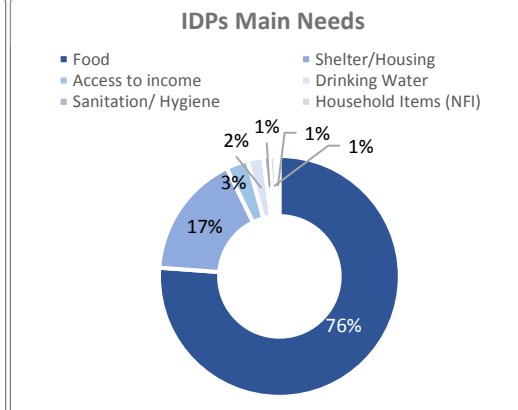 IDPs Main Needs
Food
Shelter/Housing
Access to income
Drinking Water
Sanitation/ Hygiene
Household Items (NFI)
2%
1%
1%
1%
3%
17%
76%